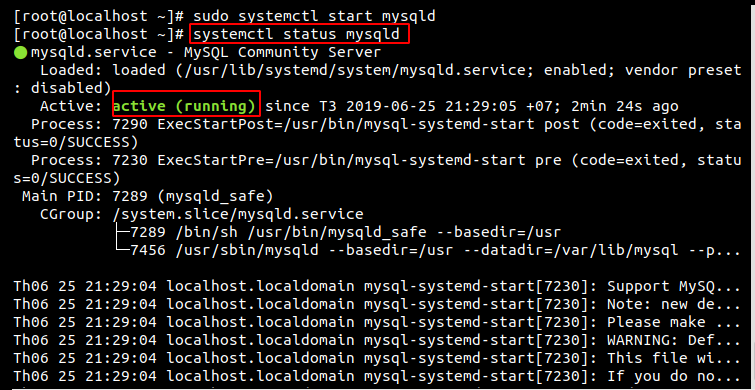 [root@localhost ~]# sudo systemctl start mysqld
[root@localhost ~]# systemctl status mysqld
● mysqld.service - MySQL Community Server
   Loaded: loaded (/usr/lib/systemd/system/mysqld.service; enabled; vendor preset
: disabled)
   Active: active (running) since T3 2019-06-25 21:29:05 +07; 2min 24s ago
  Process: 7290 ExecStartPost=/usr/bin/mysql-systemd-start post (code=exited, sta
tus=0/SUCCESS)
  Process: 7230 ExecStartPre=/usr/bin/mysql-systemd-start pre (code=exited, statu
s=0/SUCCESS)
 Main PID: 7289 (mysqld_safe)
   CGroup: /system.slice/mysqld.service
           ├─7289 /bin/sh /usr/bin/mysqld_safe --basedir=/usr
           └─7456 /usr/sbin/mysqld --basedir=/usr --datadir=/var/lib/mysql --p...
Th06 25 21:29:04 localhost.localdomain mysql-systemd-start[7230]: Support MySQ...
Th06 25 21:29:04 localhost.localdomain mysql-systemd-start[7230]: Note: new de...
Th06 25 21:29:04 localhost.localdomain mysql-systemd-start[7230]: Please make ...
Th06 25 21:29:04 localhost.localdomain mysql-systemd-start[7230]: WARNING: Def...
Th06 25 21:29:04 localhost.localdomain mysql-systemd-start[7230]: This file wi...
Th06 25 21:29:04 localhost.localdomain mysql-systemd-start[7230]: If you do no...